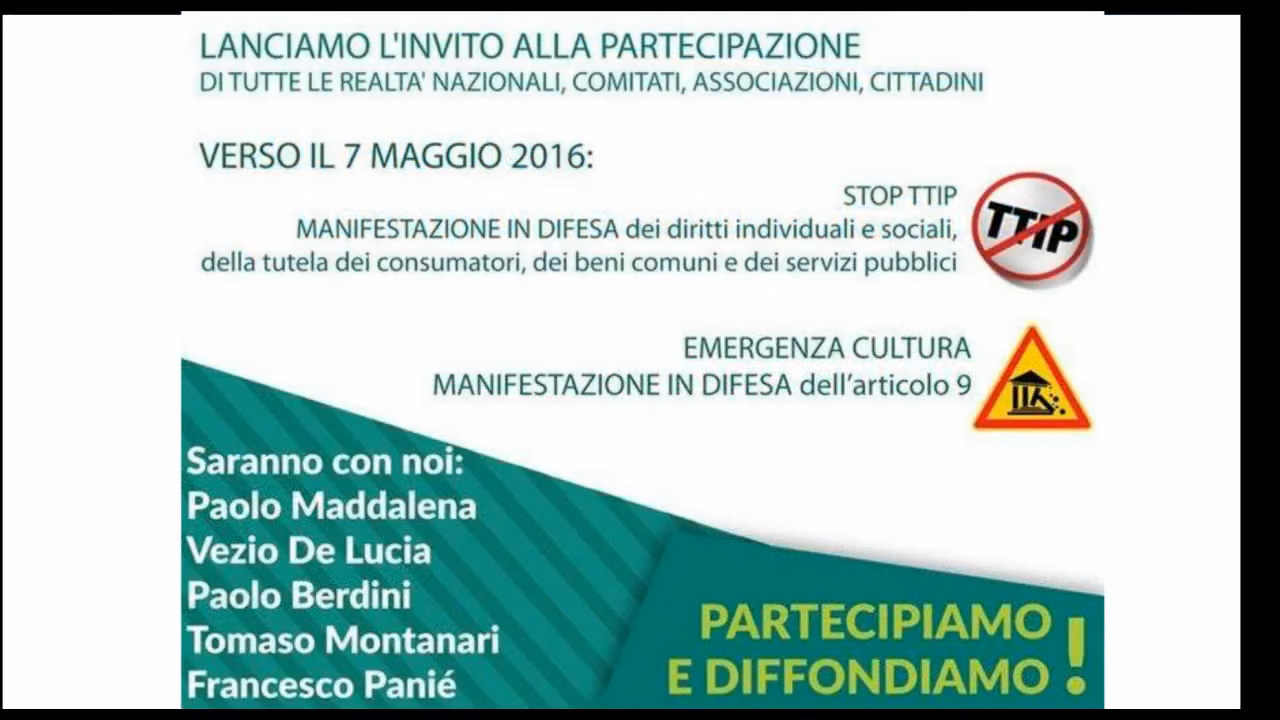 LANCIAMO L'INVITO ALLA PARTECIPAZIONE
DI TUTTE LE REALTA' NAZIONALI, COMITATI, ASSOCIAZIONI, CITTADINI
VERSO IL 7 MAGGIO 2016:
STOP TTIP
MANIFESTAZIONE IN DIFESA dei diritti individuali e sociali,
della tutela dei consumatori, dei beni comuni e dei servizi pubblici
TTIP
EMERGENZA CULTURA
MANIFESTAZIONE IN DIFESA dell'articolo 9
Saranno con noi:
Paolo Maddalena
Vezio De Lucia
Paolo Berdini
Tomaso Montanari
Francesco Panié
PARTECIPIAMO
E DIFFONDIAMO !